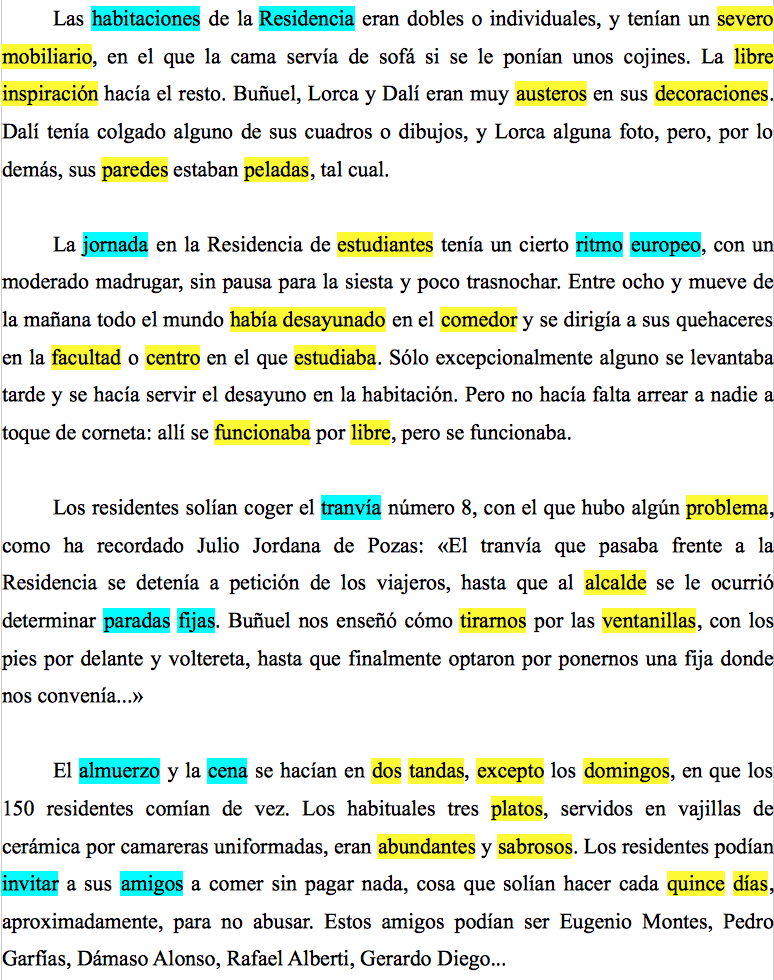 Las habitaciones de la Residencia eran dobles o individuales, y tenían un severo
mobiliario, en el que la cama servía de sofá si se le ponían unos cojines. La libre
inspiración hacía el resto. Buñuel, Lorca y Dalí eran muy austeros en sus decoraciones.
Dalí tenía colgado alguno de sus cuadros o dibujos, y Lorca alguna foto, pero, por lo
demás, sus paredes estaban peladas, tal cual.
La jornada en la Residencia de estudiantes tenía un cierto ritmo europeo, con un
moderado madrugar, sin pausa para la siesta y poco trasnochar. Entre ocho y mueve de
la mañana todo el mundo había desayunado en el comedor y se dirigía a sus quehaceres
en la facultad o centro en el que estudiaba. Sólo excepcionalmente alguno se levantaba
tarde y se hacía servir el desayuno en la habitación. Pero no hacía falta arrear a nadie a
toque de corneta: allí se funcionaba por libre, pero se funcionaba.
Los residentes solían coger el tranvía número 8, con el que hubo algún problema,
como ha recordado Julio Jordana de Pozas: «El tranvía que pasaba frente a la
Residencia se detenía a petición de los viajeros, hasta que al alcalde se le ocurrió
determinar paradas fijas. Buñuel nos enseñó cómo tirarnos por las ventanillas, con los
pies por delante y voltereta, hasta que finalmente optaron por ponernos una fija donde
nos convenía...»
El almuerzo y la cena se hacían en dos tandas, excepto los domingos, en que los
150 residentes comían de vez. Los habituales tres platos, servidos en vajillas de
cerámica por camareras uniformadas, eran abundantes y sabrosos. Los residentes podían
invitar a sus amigos a comer sin pagar nada, cosa que solían hacer cada quince días,
aproximadamente, para no abusar. Estos amigos podían ser Eugenio Montes, Pedro
Garfías, Dámaso Alonso, Rafael Alberti, Gerardo Diego...